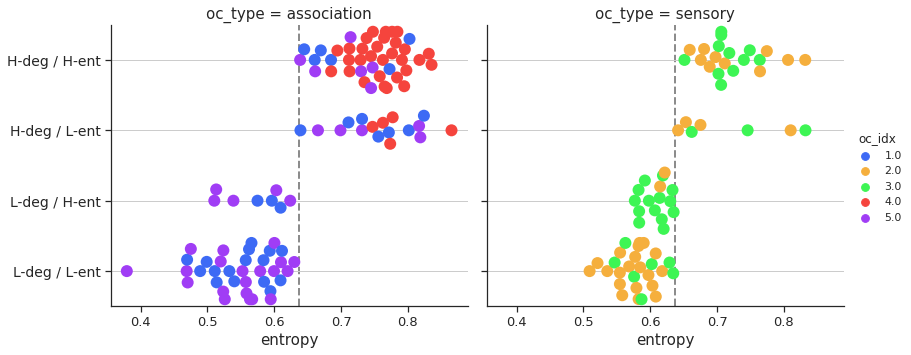 oc_type = association
oc_type = sensory
H-deg / H-ent
H-deg / L-ent
L-deg / H-ent
L-deg / L-ent
0.4 0.5 0.6 0.7 0.8
entropy
0.4 0.5 0.6 0.7 0.8
entropy
oc_idx
1.0
2.0
3.0
4.0
5.0